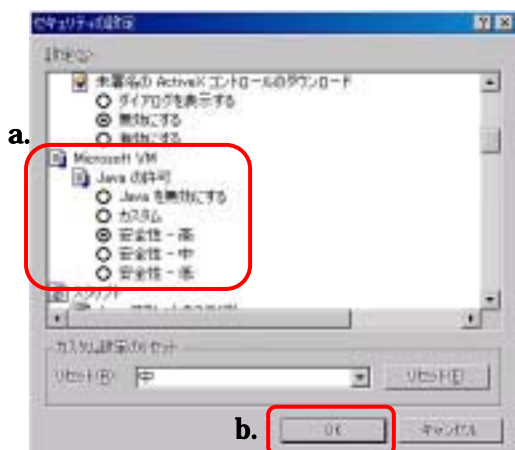 セキュリティの設定
設定(S):
未署名の ActiveX コントロールのダウンロード
ダイアログを表示する
無効にする
有効にする
a.
Microsoft VM
Java の許可
Java を無効にする
カスタム
安全性 - 高
安全性 - 中
安全性 - 低
スクリプト
カスタム設定のリセット
リセット(R):
中
リセット(E)
b.
OK
キャンセル